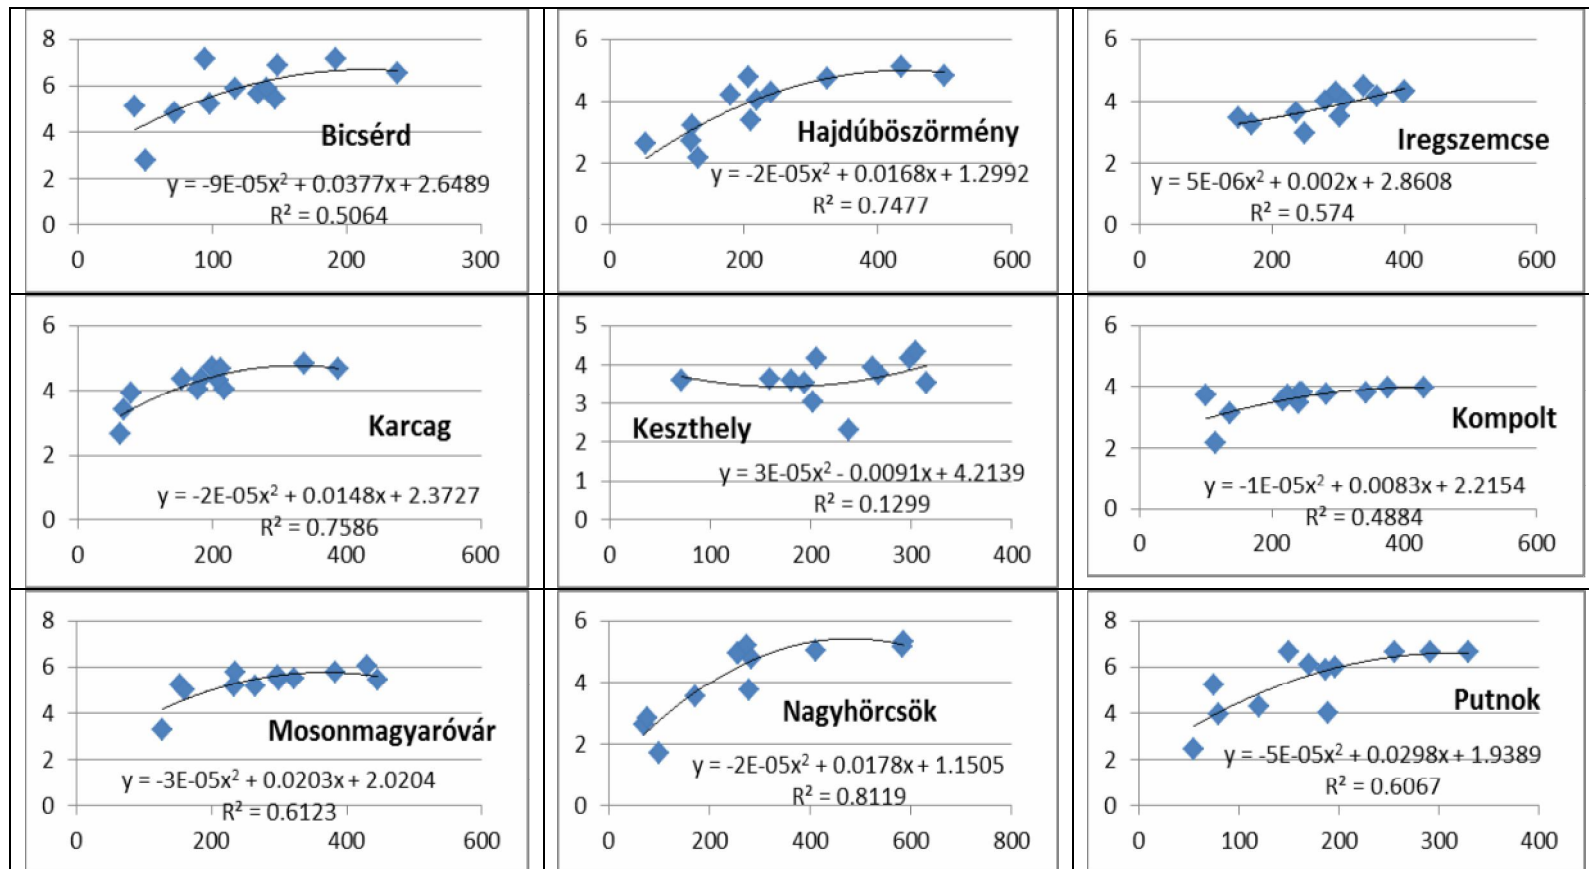 8
6
4
2
0
Bicsérd
y = -9E-05x² + 0.0377x + 2.6489
R² = 0.5064
0 100 200 300
6
4
2
0
Hajdúböszörmény
y = -2E-05x² + 0.0168x + 1.2992
R² = 0.7477
0 200 400 600
6
4
2
0
Iregszemcse
y = 5E-06x² + 0.002x + 2.8608
R² = 0.574
0 200 400 600
6
4
2
0
Karcag
y = -2E-05x² + 0.0148x + 2.3727
R² = 0.7586
0 200 400 600
5
4
3
2
1
0
Keszthely
y = 3E-05x² - 0.0091x + 4.2139
R² = 0.1299
0 100 200 300 400
6
4
2
0
Kompolt
y = -1E-05x² + 0.0083x + 2.2154
R² = 0.4884
0 200 400 600
8
6
4
2
0
Mosonmagyaróvár
y = -3E-05x² + 0.0203x + 2.0204
R² = 0.6123
0 200 400 600
6
4
2
0
Nagyhörcsök
y = -2E-05x² + 0.0178x + 1.1505
R² = 0.8119
0 200 400 600 800
8
6
4
2
0
Putnok
y = -5E-05x² + 0.0298x + 1.9389
R² = 0.6067
0 100 200 300 400